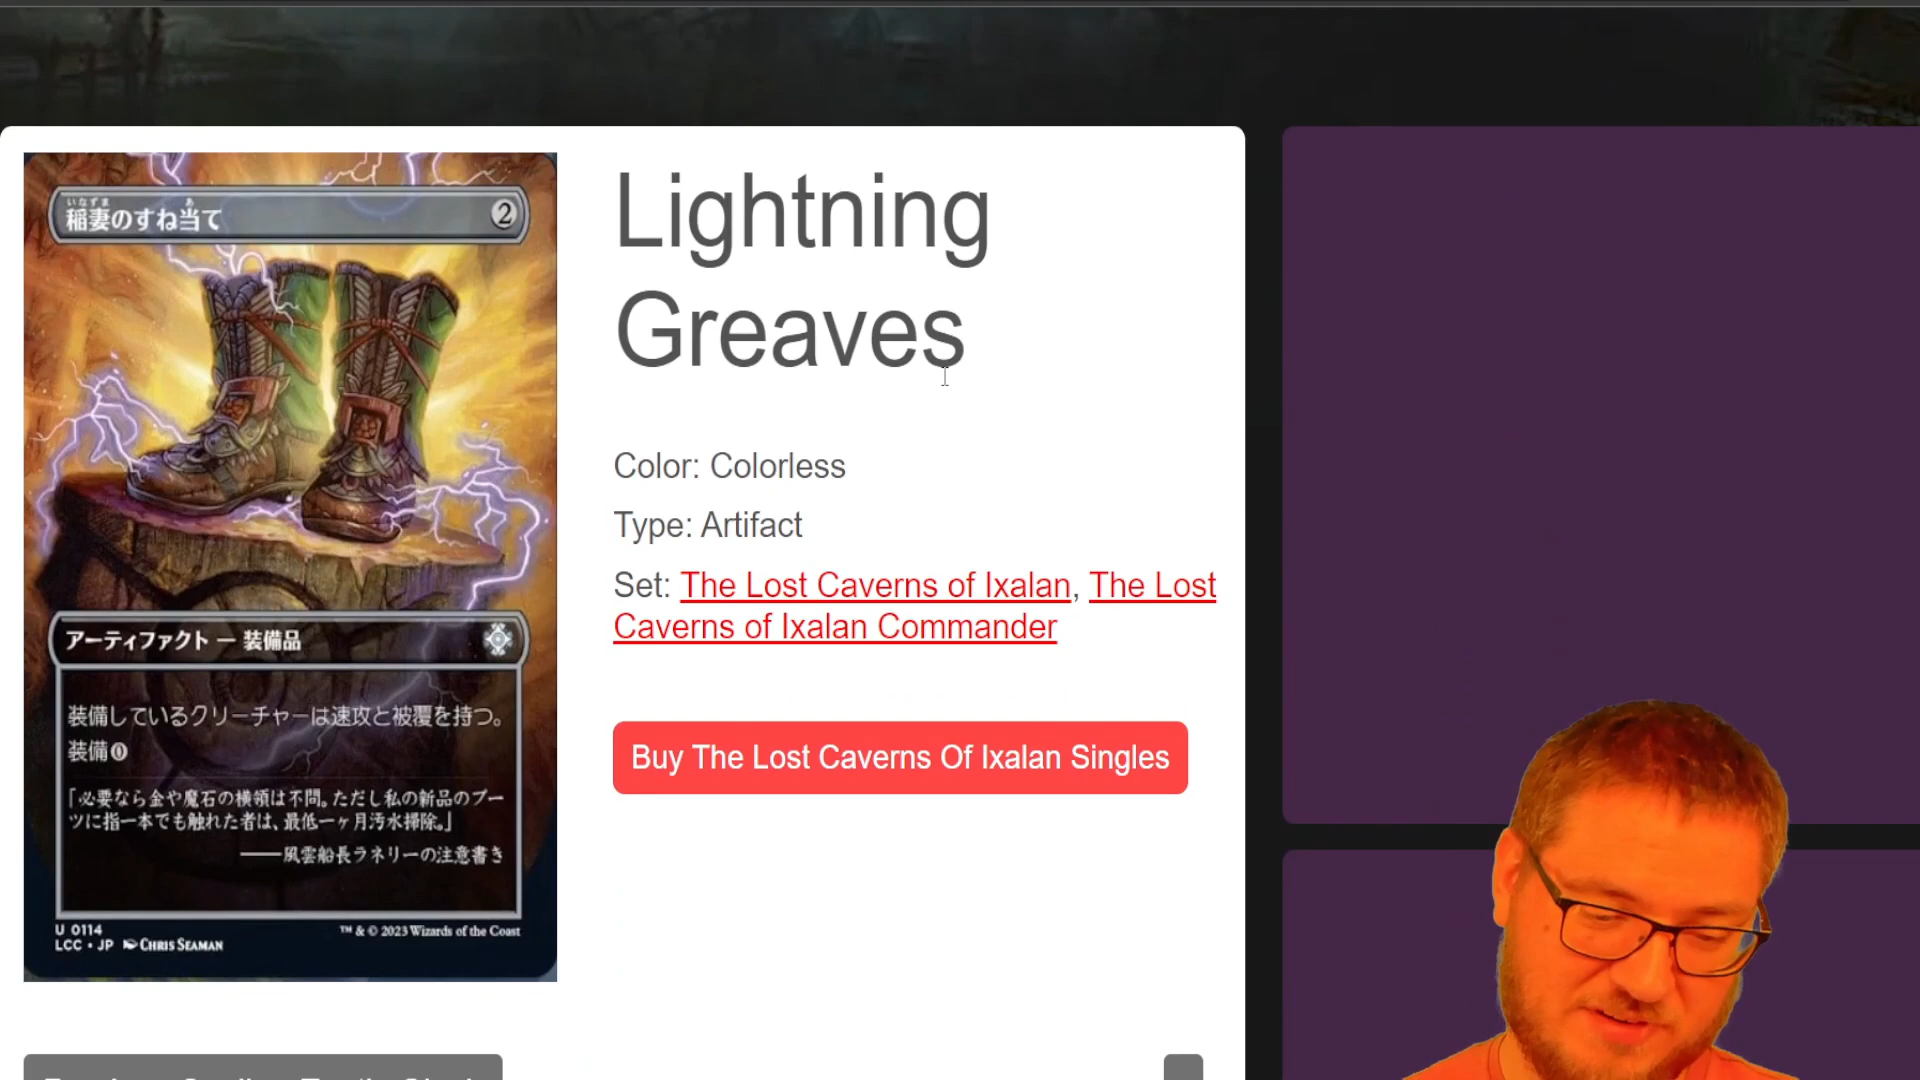 いなずま あ
稲妻のすね当て 2
アーティファクト ― 装備品
装備しているクリーチャーは速攻と被覆を持つ。
装備0
「必要なら金や魔石の横領は不問。ただし私の新品のブー
ツに指一本でも触れた者は、最低一ヶ月汚水掃除。」
――風雲船長ラネリーの注意書き
U 0114
LCC • JP CHRIS SEAMAN
™ & © 2023 Wizards of the Coast
Lightning
Greaves
Color: Colorless
Type: Artifact
Set: The Lost Caverns of Ixalan, The Lost
Caverns of Ixalan Commander
Buy The Lost Caverns Of Ixalan Singles